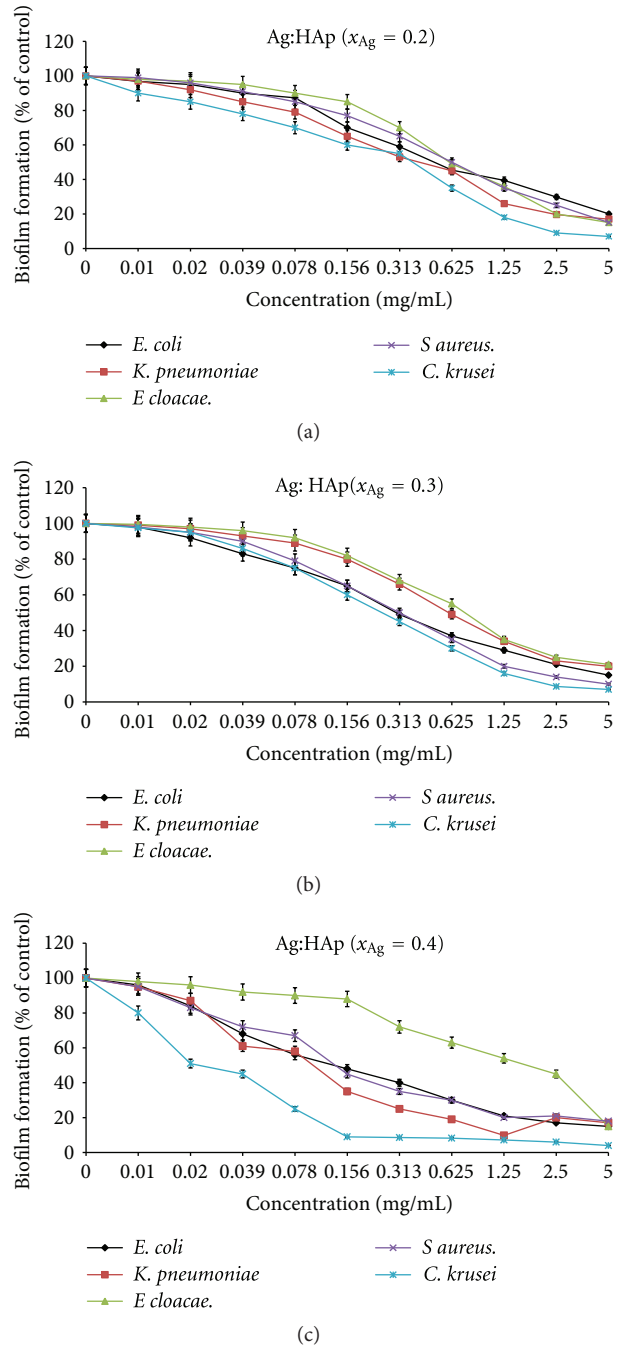 Ag:HAp (xAg = 0.2)
Biofilm formation (% of control)
120
100
80
60
40
20
0
0 0.01 0.02 0.039 0.078 0.156 0.313 0.625 1.25 2.5 5
Concentration (mg/mL)
E. coli
K. pneumoniae
E cloacae.
S aureus.
C. krusei
(a)
Ag: HAp(xAg = 0.3)
Biofilm formation (% of control)
120
100
80
60
40
20
0
0 0.01 0.02 0.039 0.078 0.156 0.313 0.625 1.25 2.5 5
Concentration (mg/mL)
E. coli
K. pneumoniae
E cloacae.
S aureus.
C. krusei
(b)
Ag:HAp (xAg = 0.4)
Biofilm formation (% of control)
120
100
80
60
40
20
0
0 0.01 0.02 0.039 0.078 0.156 0.313 0.625 1.25 2.5 5
Concentration (mg/mL)
E. coli
K. pneumoniae
E cloacae.
S aureus.
C. krusei
(c)